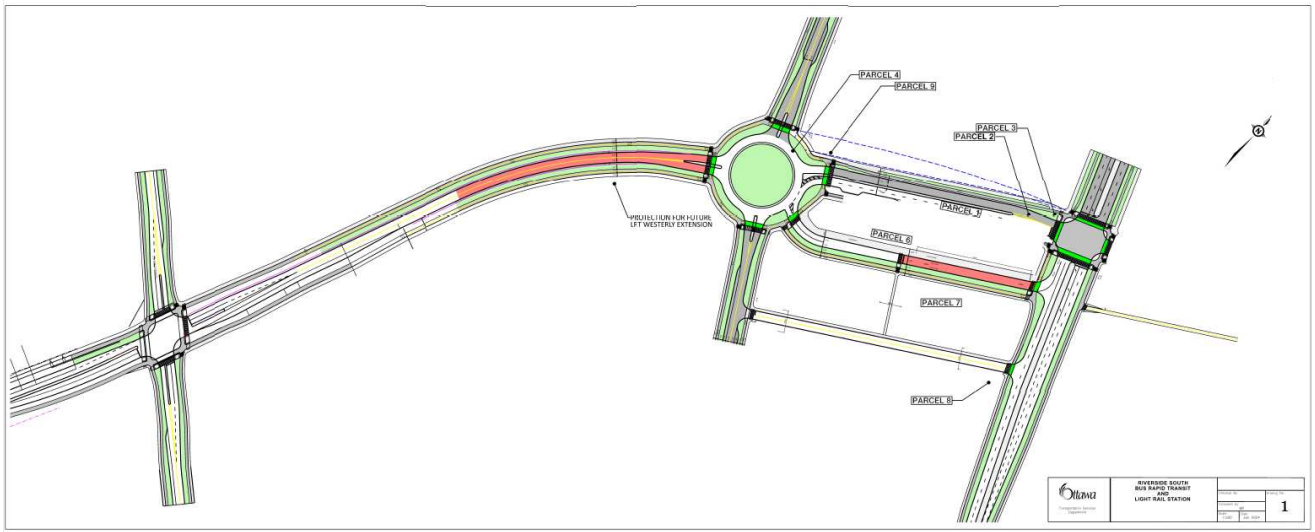 PARCEL 4
PARCEL 9
PARCEL 3
PARCEL 2
PARCEL 1
PARCEL 6
PROTECTION FOR FUTURE
LRT WESTERLY EXTENSION
PARCEL 7
PARCEL 8
Ottawa
RIVERSIDE SOUTH
BUS RAPID TRANSIT
AND
LIGHT RAIL STATION
1